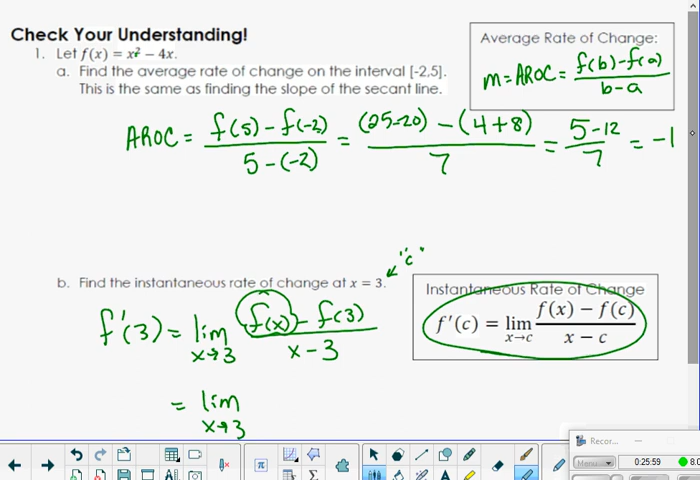 Check Your Understanding!
1. Let f(x) = x² − 4x.
a. Find the average rate of change on the interval [-2,5].
This is the same as finding the slope of the secant line.
Average Rate of Change:
m = AROC = f(b) − f(a) / b − a
AROC = f(5) − f(−2) / 5 − (−2) = (25−20) − (4+8) / 7 = 5−12 / 7 = −1
"c"
b. Find the instantaneous rate of change at x = 3.
Instantaneous Rate of Change
f'(c) = lim x→c f(x) − f(c) / x − c
f'(3) = lim x→3 f(x) − f(3) / x − 3
= lim x→3
Recor...
Menu
0:25:59
8.0